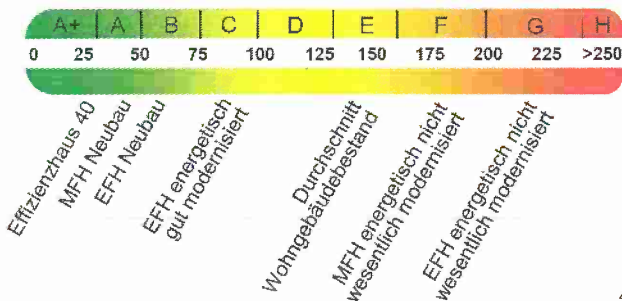 A+ A B C D E F G H
0 25 50 75 100 125 150 175 200 225 >250
Effizienzhaus 40
MFH Neubau
EFH Neubau
EFH energetisch
gut modernisiert
Durchschnitt
Wohngebäudebestand
MFH energetisch nicht
wesentlich modernisiert
EFH energetisch nicht
wesentlich modernisiert